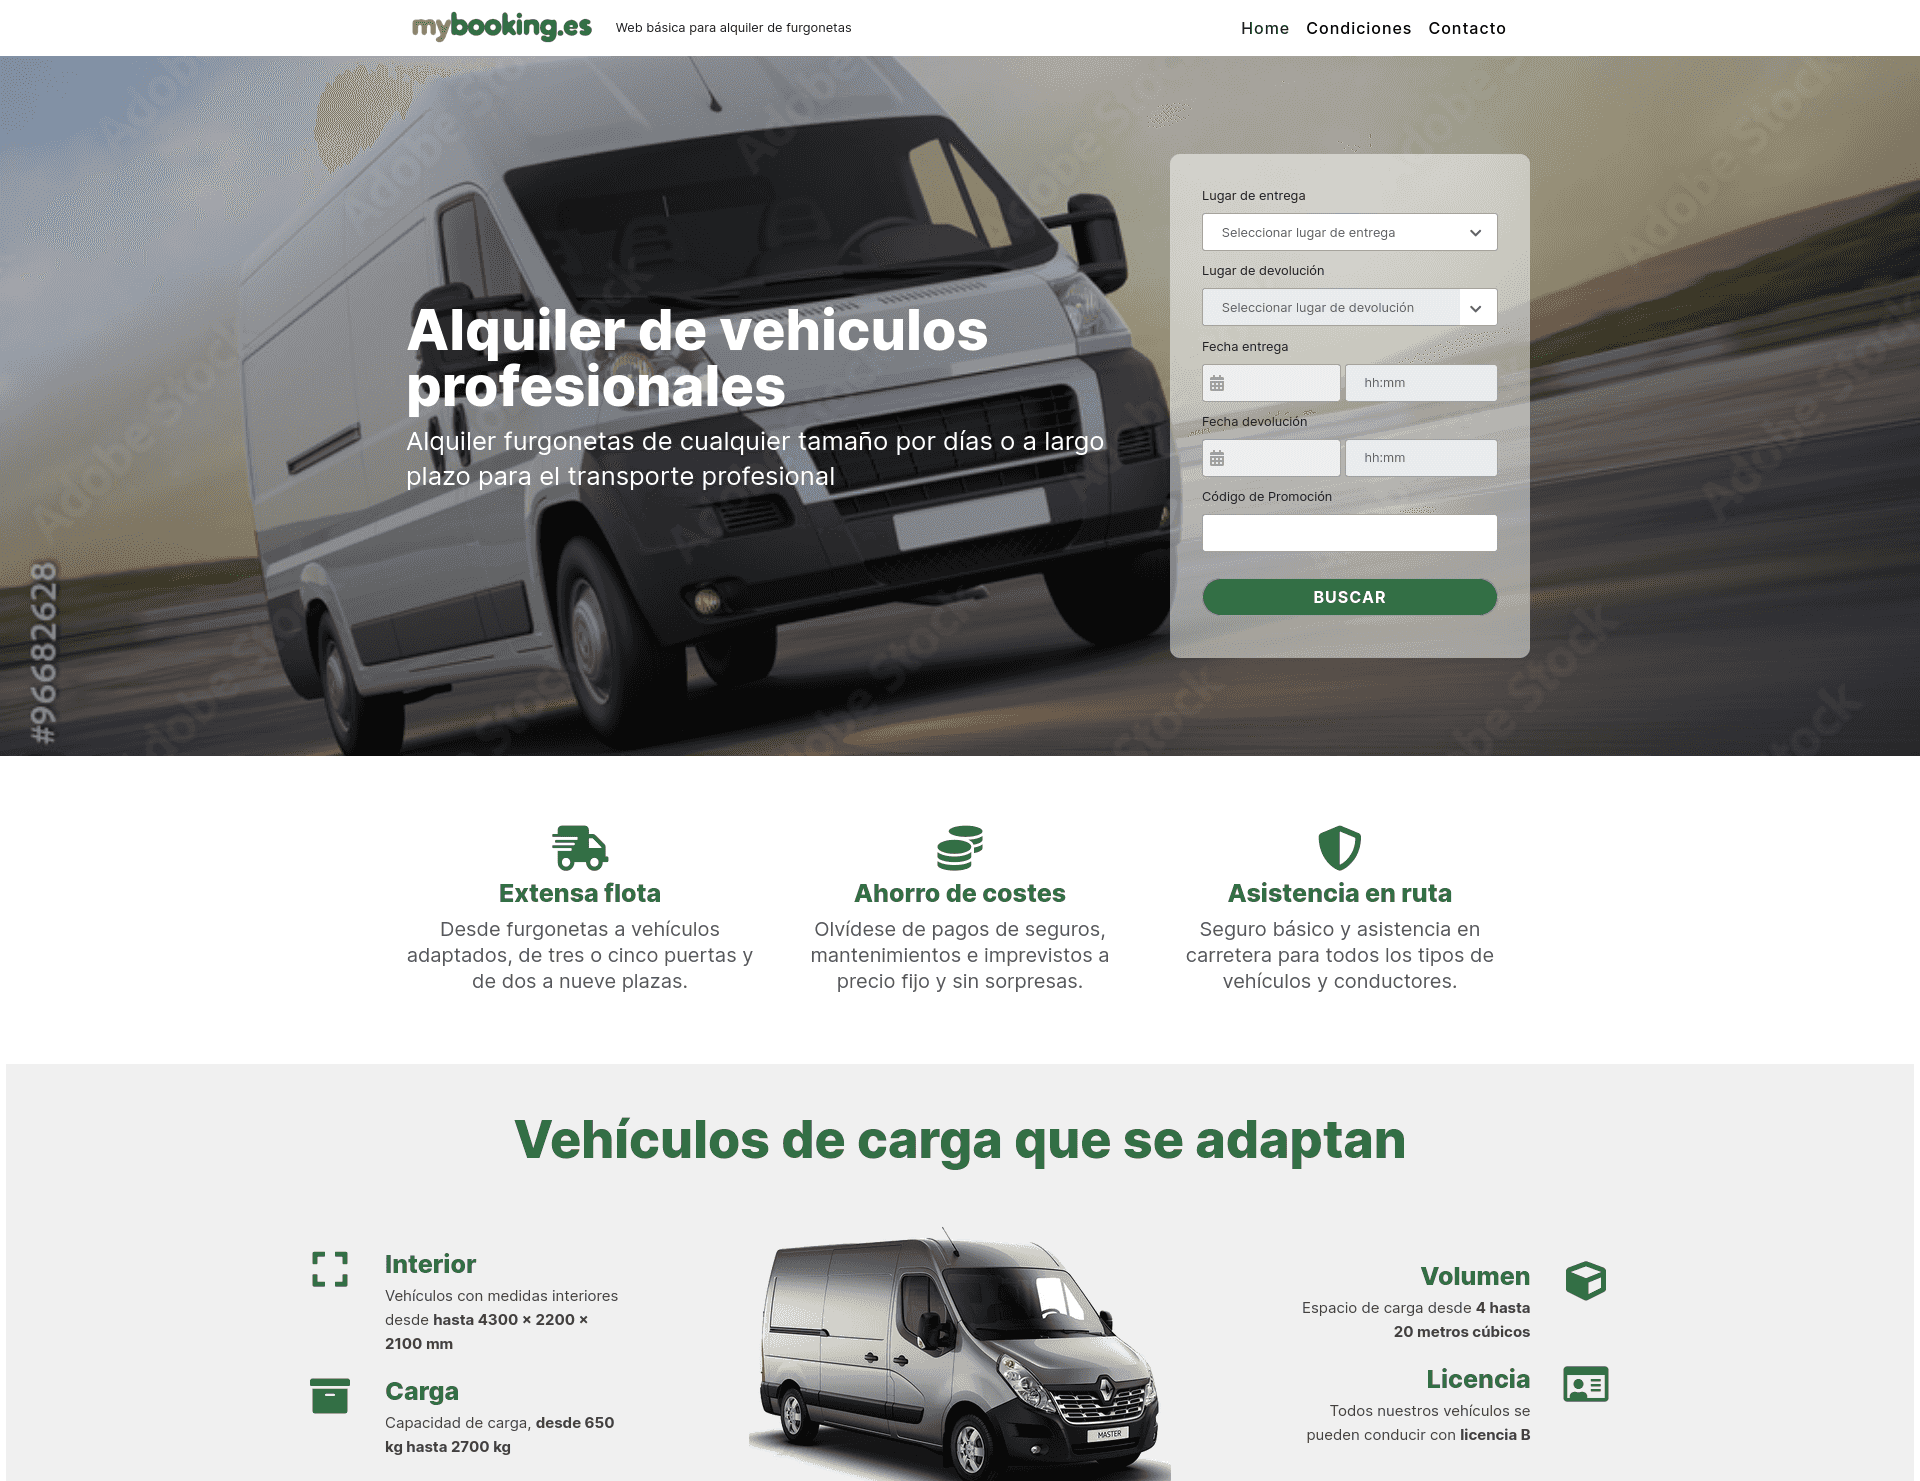 mybooking.es
Web básica para alquiler de furgonetas
Home Condiciones Contacto
Alquiler de vehiculos
profesionales
Alquiler furgonetas de cualquier tamaño por días o a largo
plazo para el transporte profesional
Lugar de entrega
Seleccionar lugar de entrega
Lugar de devolución
Seleccionar lugar de devolución
Fecha entrega
hh:mm
Fecha devolución
hh:mm
Código de Promoción
BUSCAR
Adobe Stock
#96682628
Extensa flota
Desde furgonetas a vehículos
adaptados, de tres o cinco puertas y
de dos a nueve plazas.
Ahorro de costes
Olvídese de pagos de seguros,
mantenimientos e imprevistos a
precio fijo y sin sorpresas.
Asistencia en ruta
Seguro básico y asistencia en
carretera para todos los tipos de
vehículos y conductores.
Vehículos de carga que se adaptan
Interior
Vehículos con medidas interiores
desde hasta 4300 × 2200 ×
2100 mm
Carga
Capacidad de carga, desde 650
kg hasta 2700 kg
MASTER
Volumen
Espacio de carga desde 4 hasta
20 metros cúbicos
Licencia
Todos nuestros vehículos se
pueden conducir con licencia B